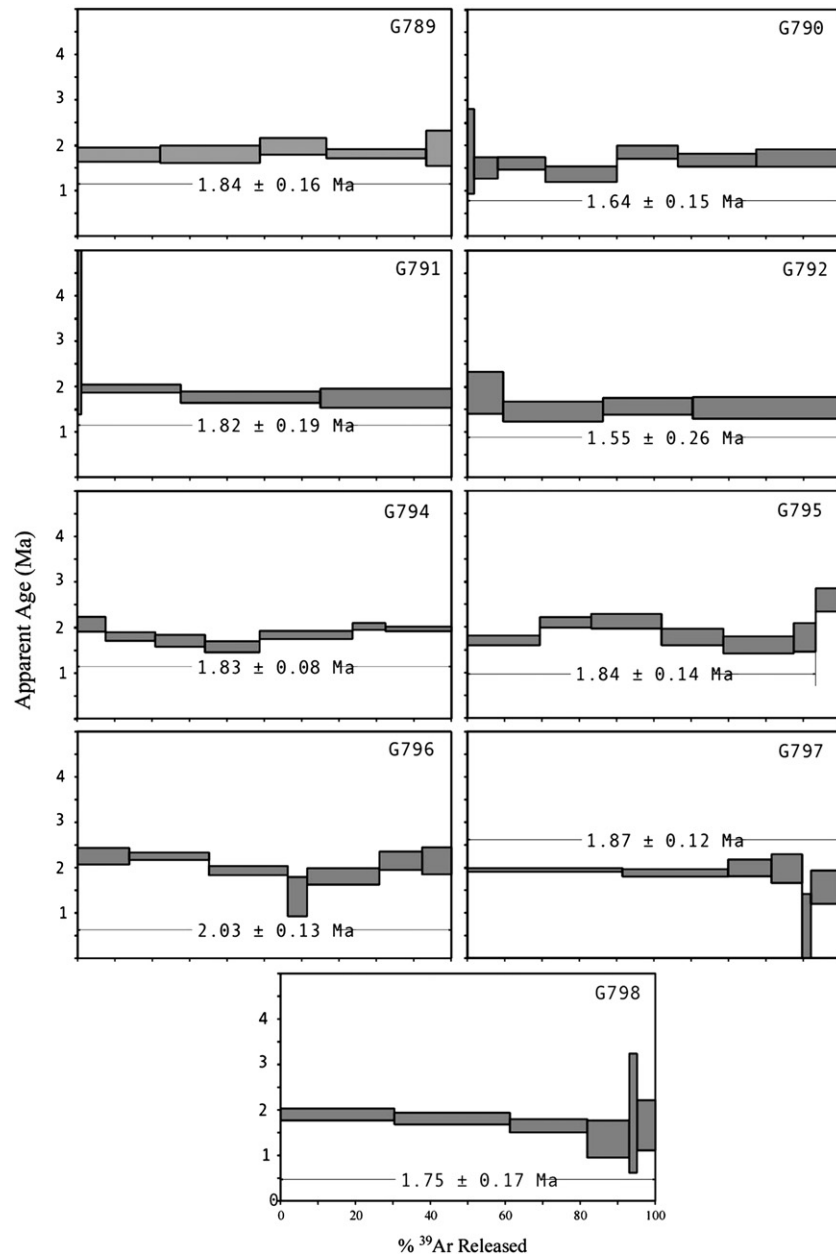 G789
4
3
2
1
1.84 ± 0.16 Ma
G790
1.64 ± 0.15 Ma
G791
4
3
2
1
1.82 ± 0.19 Ma
G792
1.55 ± 0.26 Ma
G794
4
3
2
1
1.83 ± 0.08 Ma
G795
1.84 ± 0.14 Ma
Apparent Age (Ma)
G796
4
3
2
1
2.03 ± 0.13 Ma
G797
1.87 ± 0.12 Ma
G798
4
3
2
1
0
1.75 ± 0.17 Ma
0 20 40 60 80 100
% ³⁹Ar Released